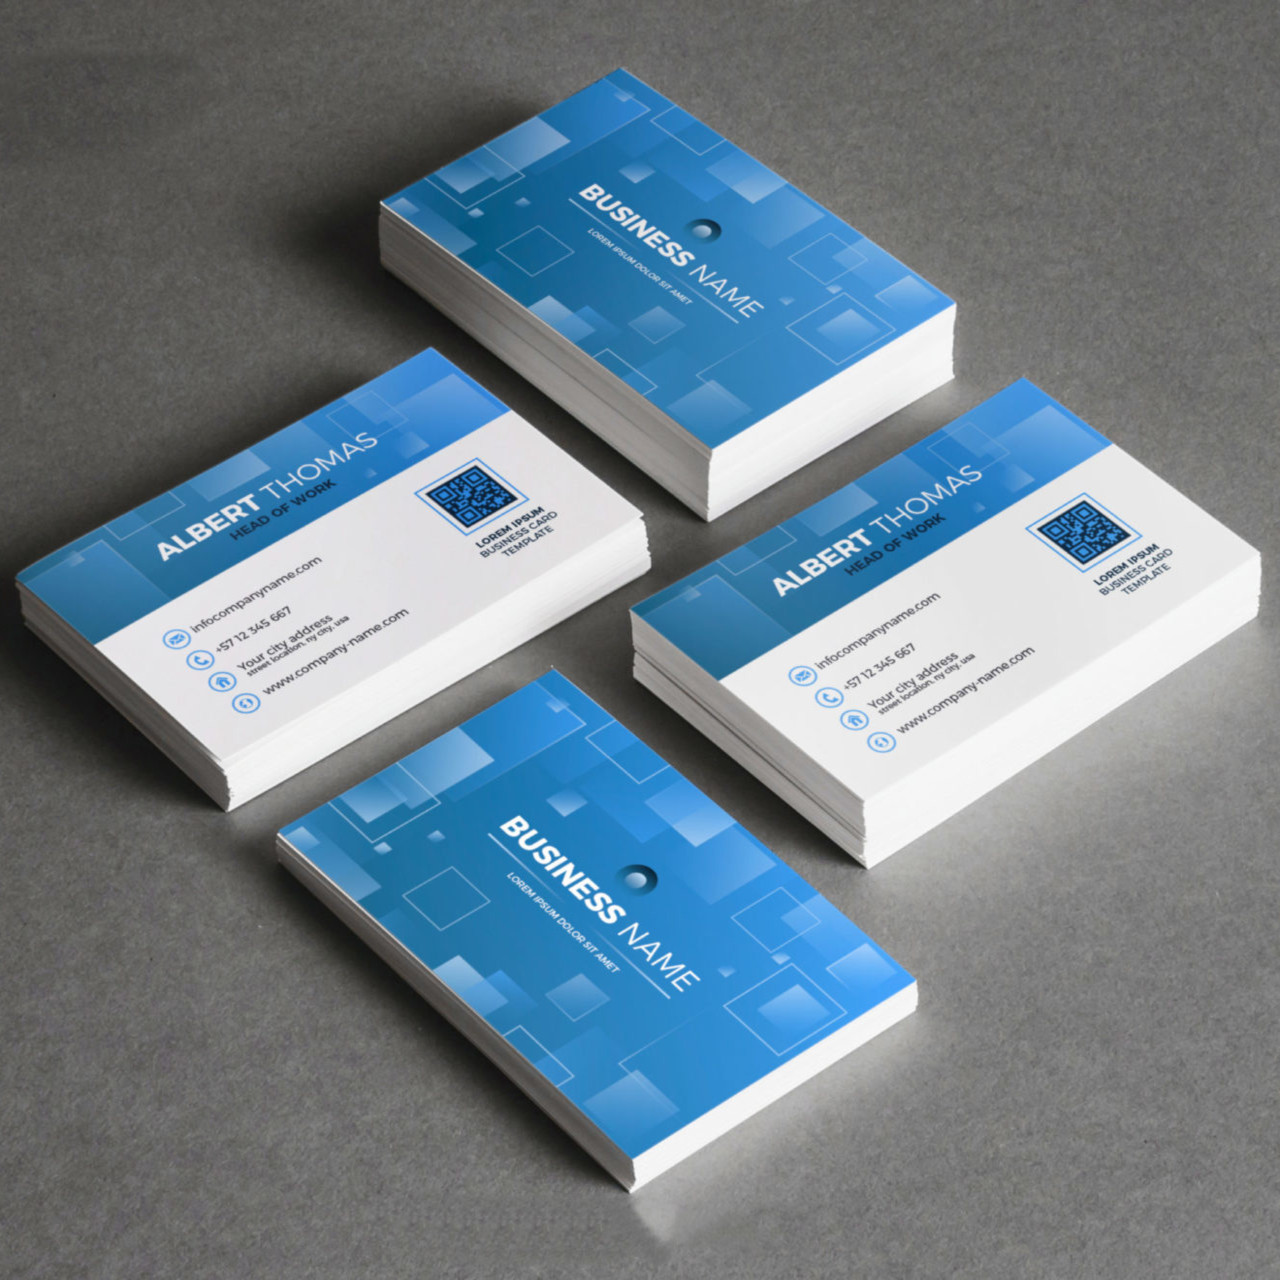 BUSINESS NAME
LOREM IPSUM DOLOR SIT AMET
ALBERT THOMAS
HEAD OF WORK
LOREM IPSUM
BUSINESS CARD
TEMPLATE
infocompanyname.com
+57 12 345 667
Your city address
street location, ny city, usa
www.company-name.com
ALBERT THOMAS
HEAD OF WORK
LOREM IPSUM
BUSINESS CARD
TEMPLATE
infocompanyname.com
+57 12 345 667
Your city address
street location, ny city, usa
www.company-name.com
BUSINESS NAME
LOREM IPSUM DOLOR SIT AMET